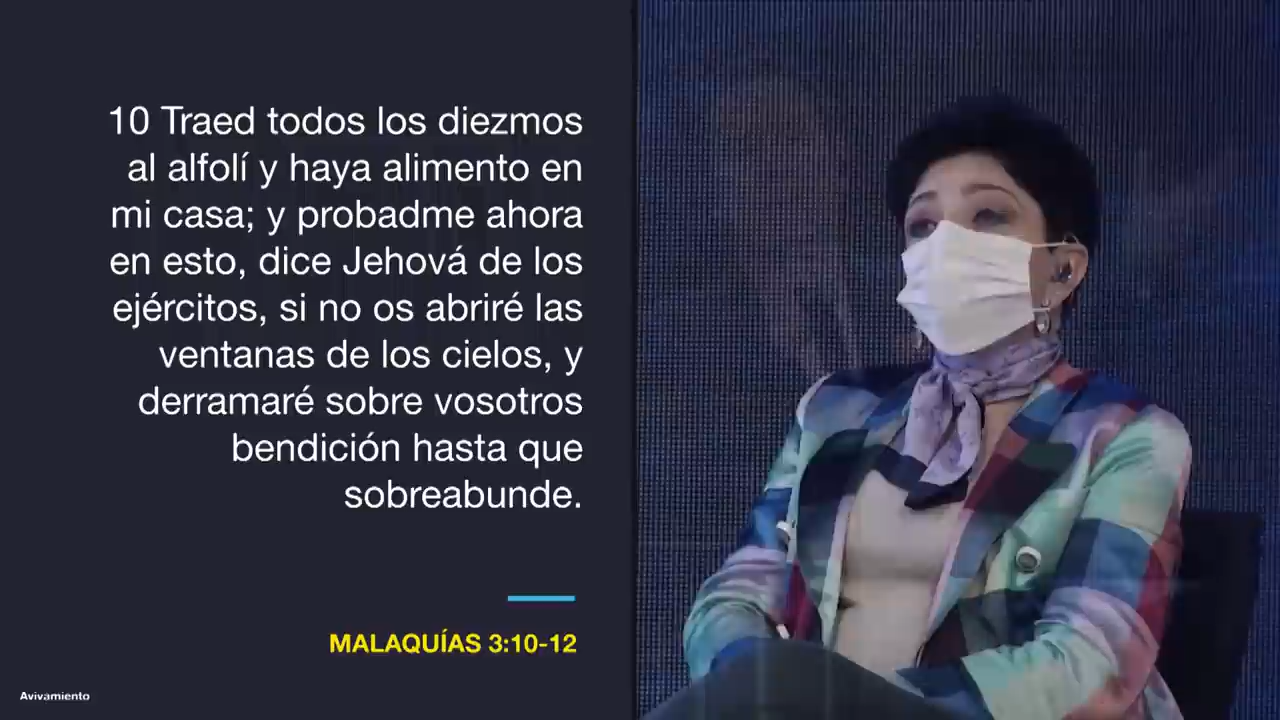 10 Traed todos los diezmos
al alfolí y haya alimento en
mi casa; y probadme ahora
en esto, dice Jehová de los
ejércitos, si no os abriré las
ventanas de los cielos, y
derramaré sobre vosotros
bendición hasta que
sobreabunde.
MALAQUÍAS 3:10-12
Avivamiento